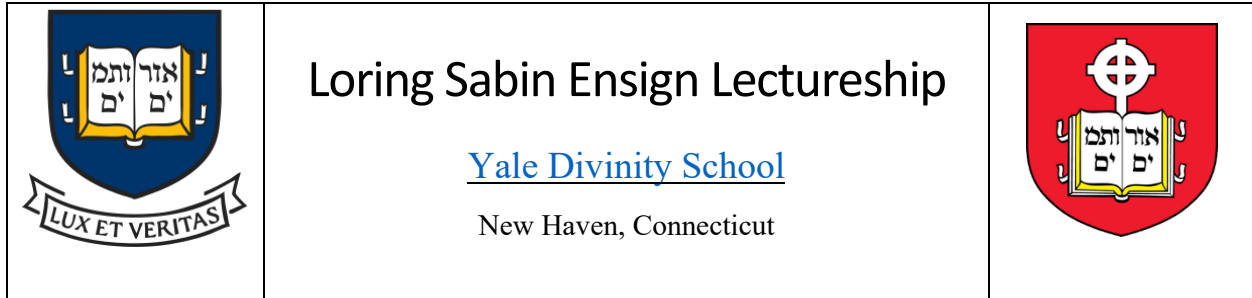 אור ותמ
ים ים
LUX ET VERITAS
Loring Sabin Ensign Lectureship
Yale Divinity School
New Haven, Connecticut
אור ותמ
ים ים